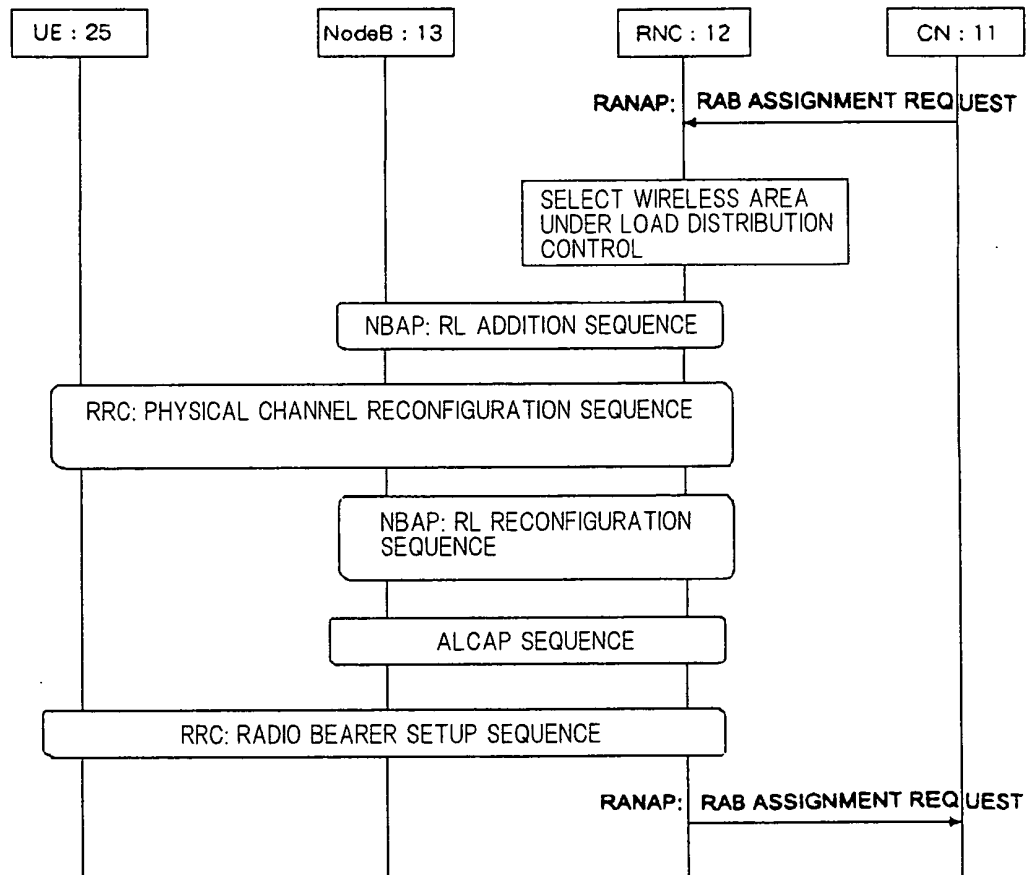 UE : 25
NodeB : 13
RNC : 12
CN : 11
RANAP: RAB ASSIGNMENT REQUEST
SELECT WIRELESS AREA
UNDER LOAD DISTRIBUTION
CONTROL
NBAP: RL ADDITION SEQUENCE
RRC: PHYSICAL CHANNEL RECONFIGURATION SEQUENCE
NBAP: RL RECONFIGURATION
SEQUENCE
ALCAP SEQUENCE
RRC: RADIO BEARER SETUP SEQUENCE
RANAP: RAB ASSIGNMENT REQUEST